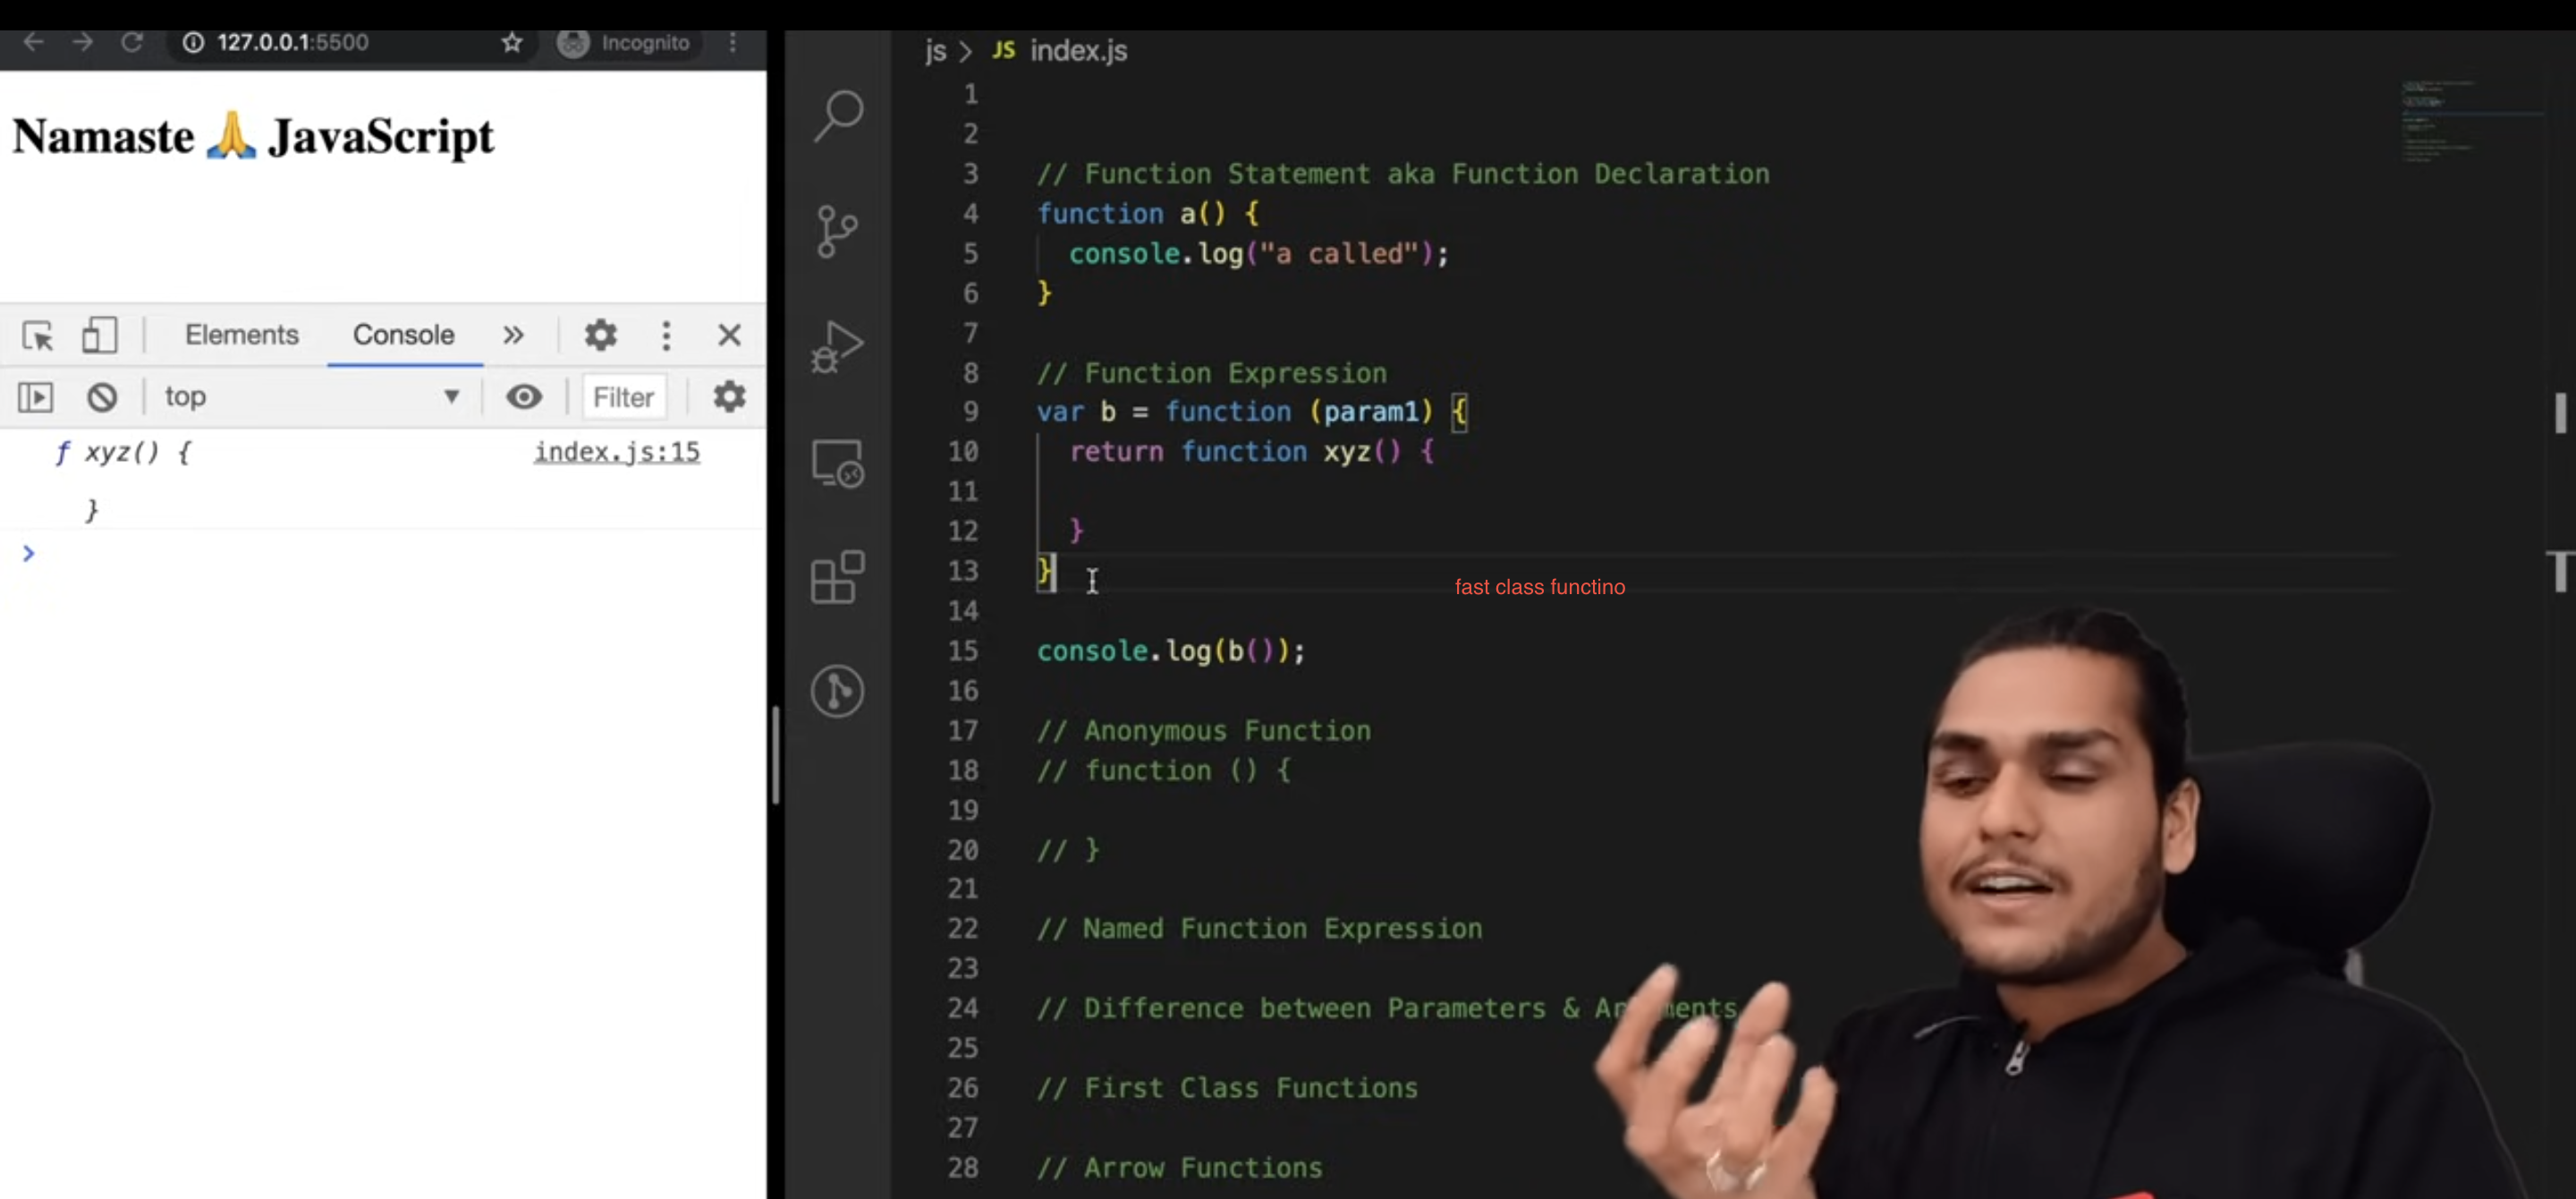 127.0.0.1:5500
Incognito
Namaste 🙏 JavaScript
Elements
Console
top
Filter
f xyz() {
index.js:15
}
js > JS index.js
1
2
3 // Function Statement aka Function Declaration
4 function a() {
5 console.log("a called");
6 }
7
8 // Function Expression
9 var b = function (param1) {
10 return function xyz() {
11
12 }
13 }
fast class functino
14
15 console.log(b());
16
17 // Anonymous Function
18 // function () {
19
20 // }
21
22 // Named Function Expression
23
24 // Difference between Parameters &
25
26 // First Class Functions
27
28 // Arrow Functions